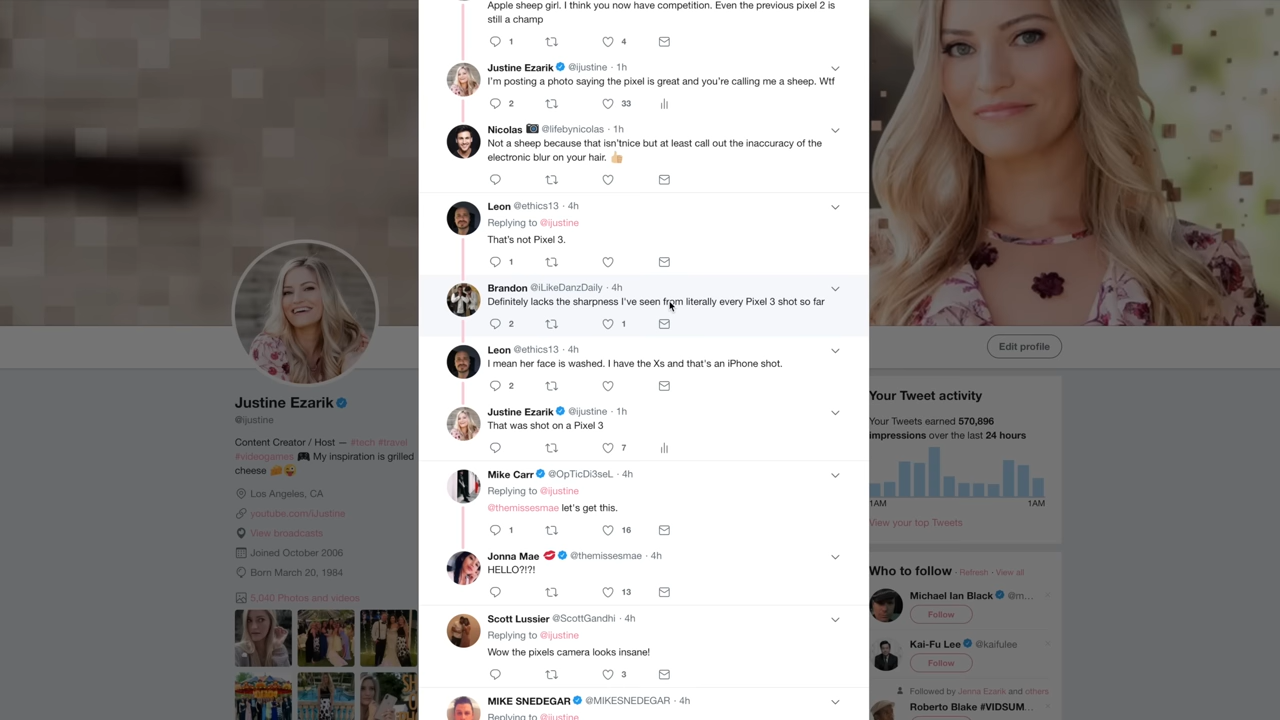 Apple sheep girl. I think you now have competition. Even the previous pixel 2 is
still a champ
1 4
Justine Ezarik @ijustine · 1h
I'm posting a photo saying the pixel is great and you're calling me a sheep. Wtf
2 33
Nicolas 📷 @lifebynicolas · 1h
Not a sheep because that isn'tnice but at least call out the inaccuracy of the
electronic blur on your hair. 👍🏼
Leon @ethics13 · 4h
Replying to @ijustine
That's not Pixel 3.
1
Brandon @iLikeDanzDaily · 4h
Definitely lacks the sharpness I've seen from literally every Pixel 3 shot so far
2 1
Leon @ethics13 · 4h
I mean her face is washed. I have the Xs and that's an iPhone shot.
2
Justine Ezarik @ijustine · 1h
That was shot on a Pixel 3
7
Mike Carr @OpTicDi3seL · 4h
Replying to @ijustine
@themissesmae let's get this.
1 16
Jonna Mae 💋 @themissesmae · 4h
HELLO?!?!
13
Scott Lussier @ScottGandhi · 4h
Replying to @ijustine
Wow the pixels camera looks insane!
3
MIKE SNEDEGAR @MIKESNEDEGAR · 4h
Replying to @ijustine
Justine Ezarik
@ijustine
Content Creator / Host — #tech #travel
#videogames 🎮 My inspiration is grilled
cheese 🧀😜
Los Angeles, CA
youtube.com/iJustine
View broadcasts
Joined October 2006
Born March 20, 1984
5,040 Photos and videos
Edit profile
Your Tweet activity
Your Tweets earned 570,896
impressions over the last 24 hours
1AM 1AM
View your top Tweets
Who to follow · Refresh · View all
Michael Ian Black @m...
Follow
Kai-Fu Lee @kaifulee
Follow
Followed by Jenna Ezarik and others
Roberto Blake #VIDSUM...